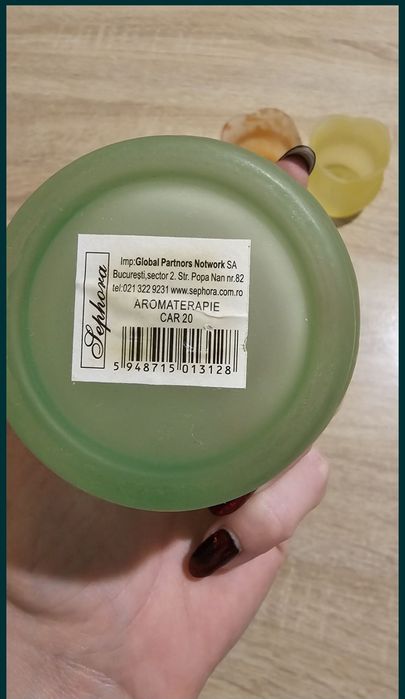 Sephora
Imp:Global Partnors Notwork SA
București,sector 2. Str. Popa Nan nr.82
tel:021 322 9231 www.sephora.com.ro
AROMATERAPIE
CAR 20
5 948715 013128